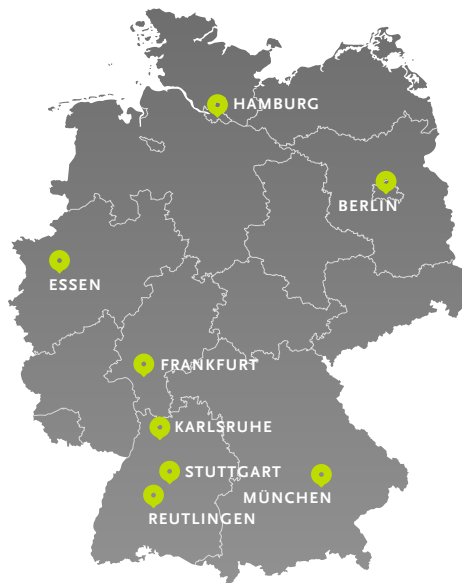 HAMBURG
BERLIN
ESSEN
FRANKFURT
KARLSRUHE
STUTTGART
MÜNCHEN
REUTLINGEN